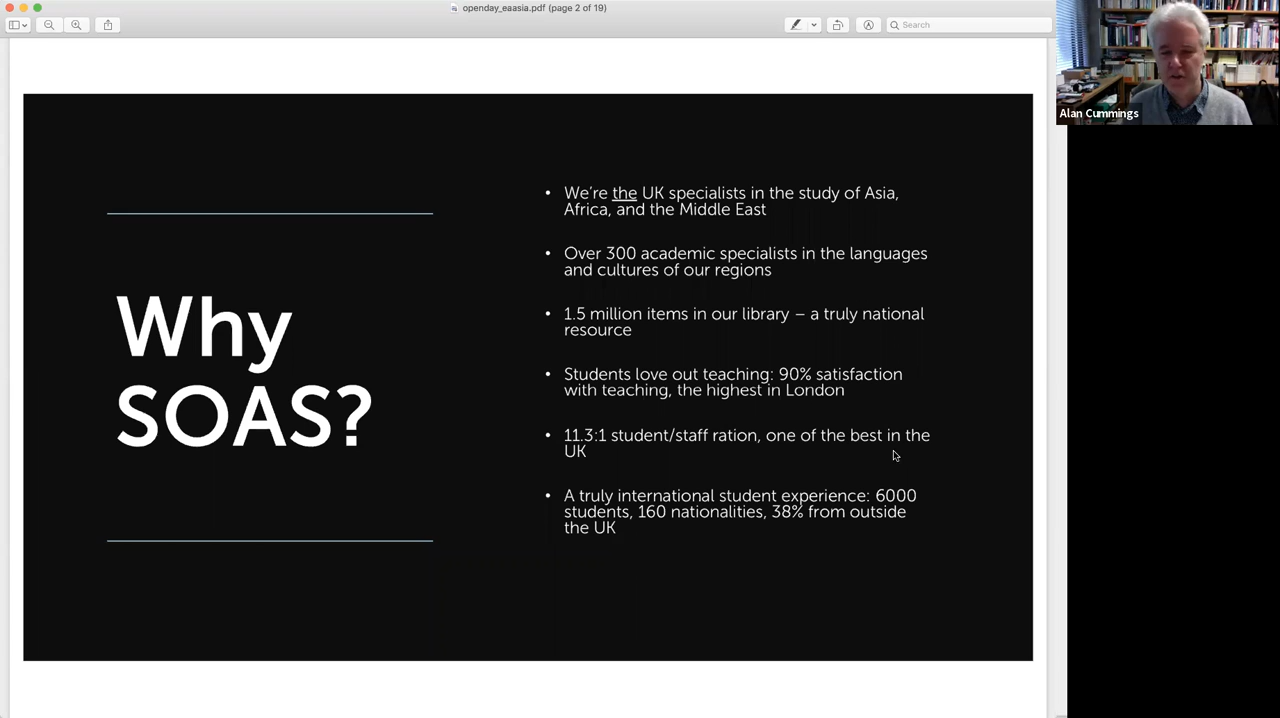 openday_eaasia.pdf (page 2 of 19)
Search
Alan Cummings
Why
SOAS?
• We're the UK specialists in the study of Asia,
Africa, and the Middle East
• Over 300 academic specialists in the languages
and cultures of our regions
• 1.5 million items in our library – a truly national
resource
• Students love out teaching: 90% satisfaction
with teaching, the highest in London
• 11.3:1 student/staff ration, one of the best in the
UK
• A truly international student experience: 6000
students, 160 nationalities, 38% from outside
the UK